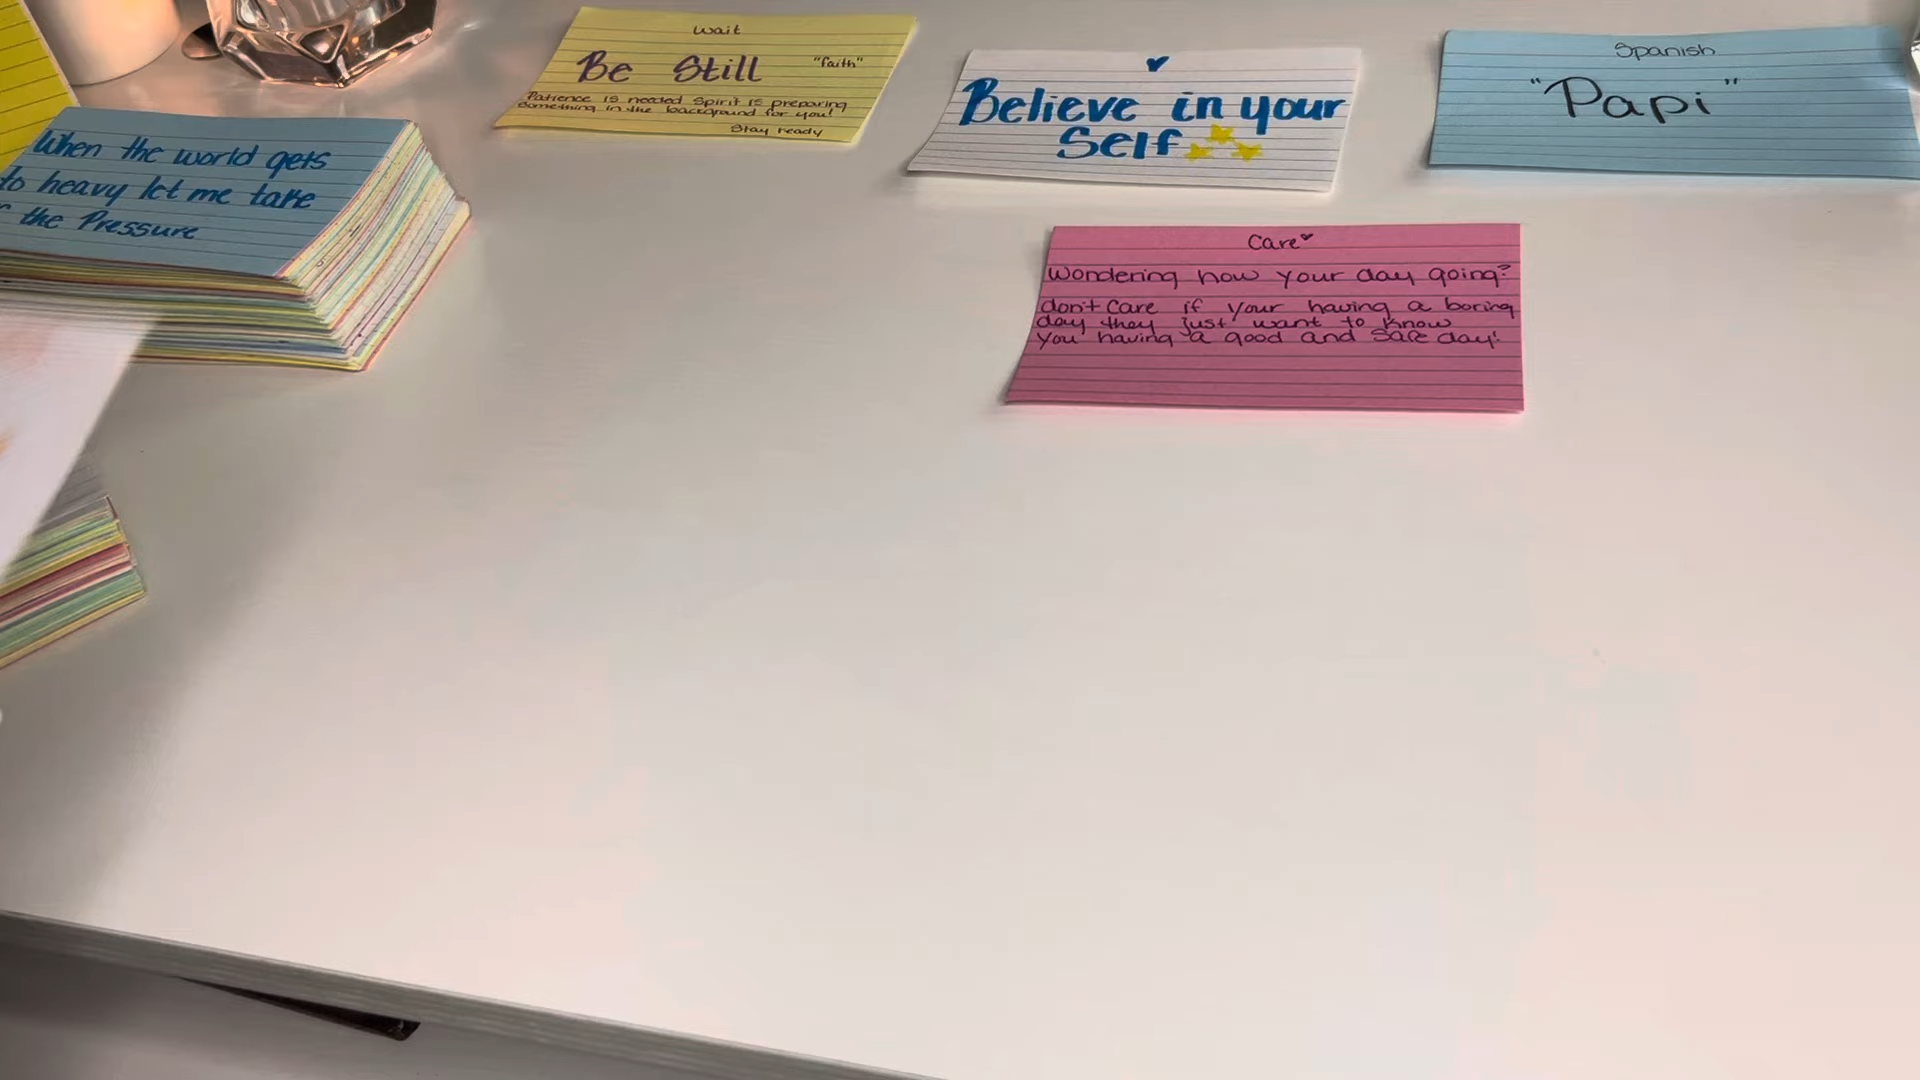 When the world gets
to heavy let me take
the Pressure
Wait
Be Still "faith"
Patience is needed Spirit is preparing
Something in the background for you!
Stay ready
Believe in your
Self
Spanish
"Papi"
Care
Wondering how your day going?
don't care if your having a boring
day they just want to know
you having a good and safe day!